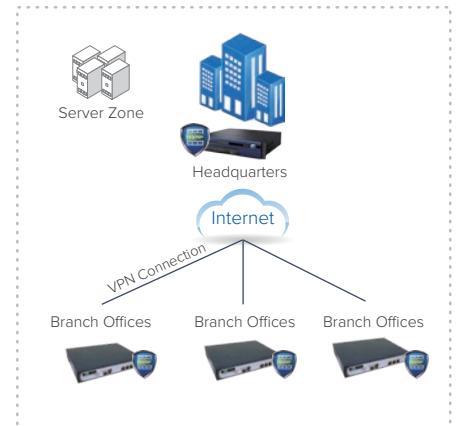 Server Zone
Headquarters
Internet
VPN Connection
Branch Offices
Branch Offices
Branch Offices